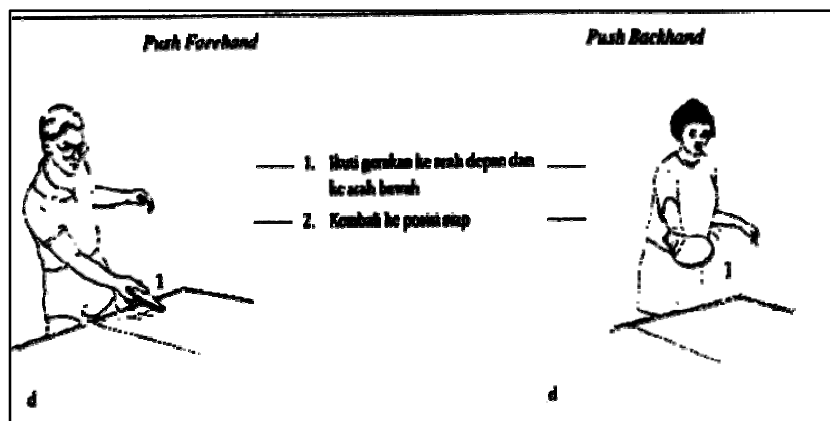 Push Forehand
Push Backhand
1. Ikuti gerakan ke arah depan dan
ke arah bawah
2. Kembali ke posisi siap
1
1
d
d